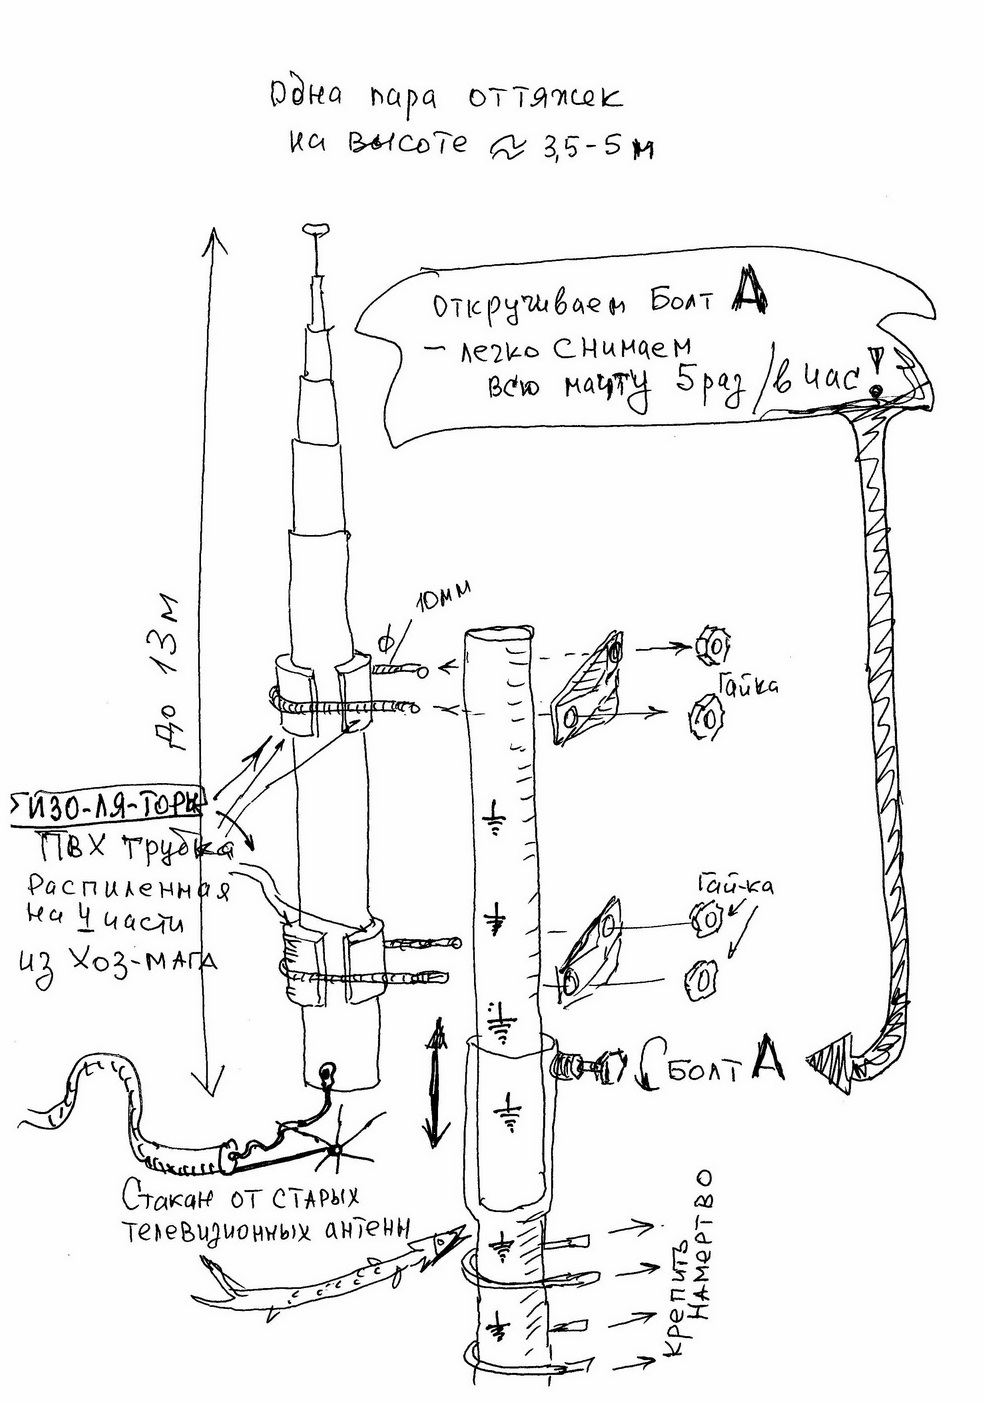 Одна пара оттяжек
на высоте ≈ 3,5-5 м
Откручиваем Болт А
- легко снимаем
всю мачту 5 раз/в час!
До 13 м
ф 10мм
Гайка
ИЗО-ЛЯ-ТОРЫ
ПВХ трубка
Распиленная
на 4 части
из ХОЗ-МАГА
Гай-ка
БОЛТ А
Стакан от старых
телевизионных антенн
КРЕПИТЬ
НАМЕРТВО